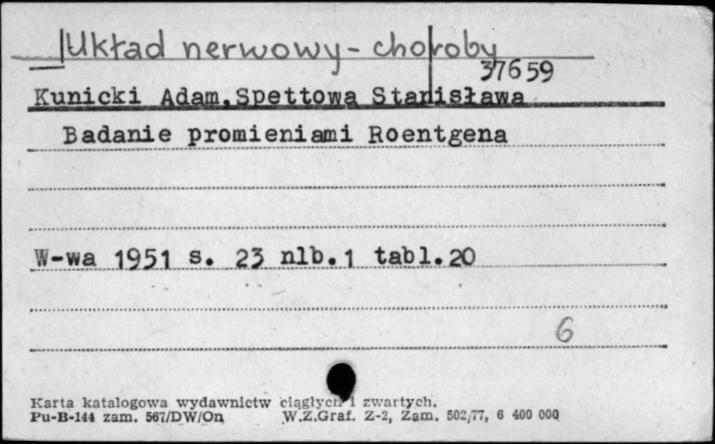 Układ nerwowy - choroby
37659
Kunicki Adam,Spettowa Stanisława
Badanie promieniami Roentgena
W-wa 1951 s. 23 nlb.1 tabl.20
6
Karta katalogowa wydawnictw ciągłych i zwartych.
Pu-B-144 zam. 567/DW/On W.Z.Graf. Z-2, Zam. 502/77, 6 400 000